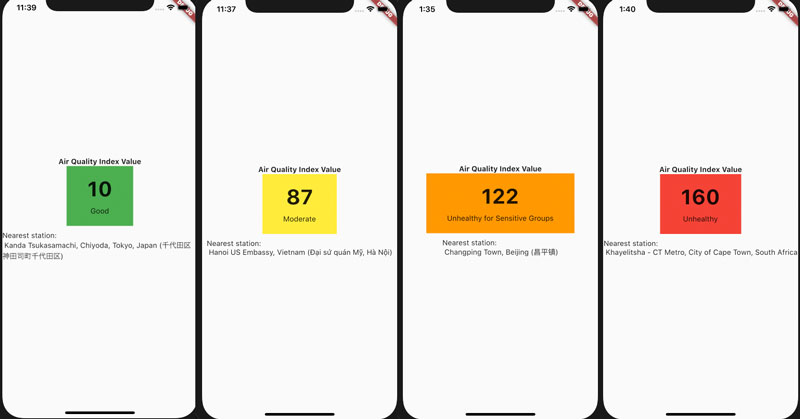 11:39
Air Quality Index Value
10
Good
Nearest station:
Kanda Tsukasamachi, Chiyoda, Tokyo, Japan (千代田区
神田司町千代田区)
11:37
Air Quality Index Value
87
Moderate
Nearest station:
Hanoi US Embassy, Vietnam (Đại sứ quán Mỹ, Hà Nội)
1:35
Air Quality Index Value
122
Unhealthy for Sensitive Groups
Nearest station:
Changping Town, Beijing (昌平镇)
1:40
Air Quality Index Value
160
Unhealthy
Nearest station:
Khayelitsha - CT Metro, City of Cape Town, South Africa